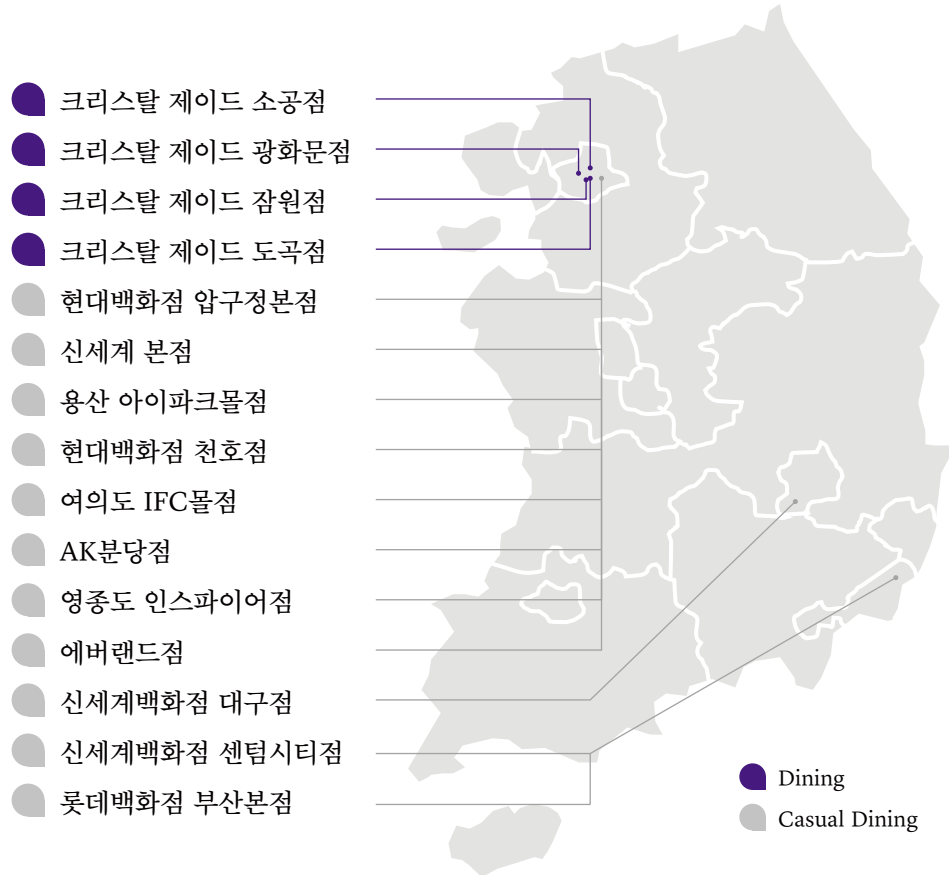 크리스탈 제이드 소공점
크리스탈 제이드 광화문점
크리스탈 제이드 잠원점
크리스탈 제이드 도곡점
현대백화점 압구정본점
신세계 본점
용산 아이파크몰점
현대백화점 천호점
여의도 IFC몰점
AK분당점
영종도 인스파이어점
에버랜드점
신세계백화점 대구점
신세계백화점 센텀시티점
롯데백화점 부산본점
Dining
Casual Dining